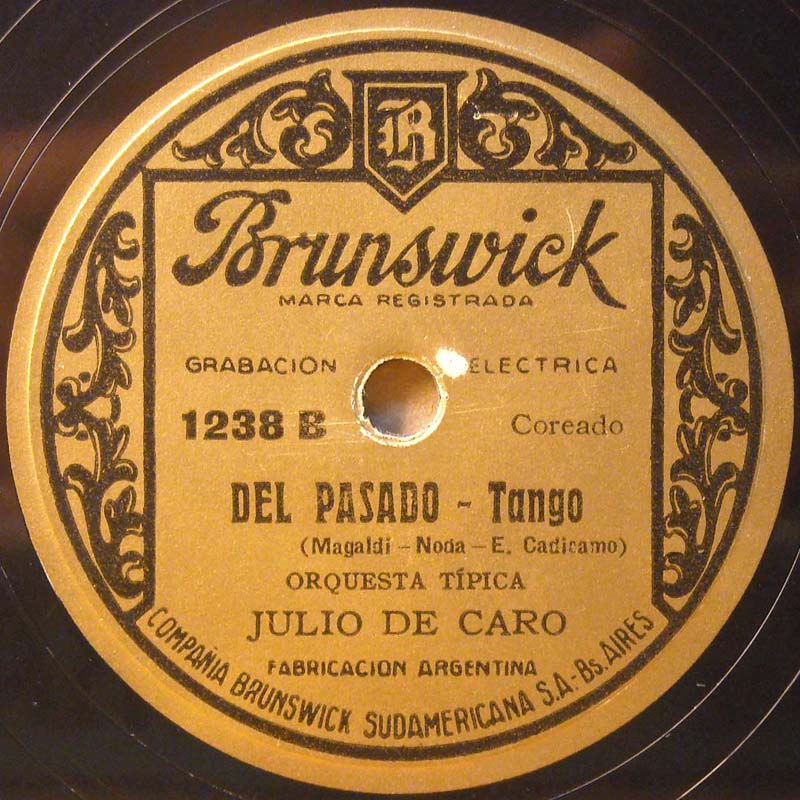 B
Brunswick
MARCA REGISTRADA
GRABACION ELECTRICA
1238 B Coreado
DEL PASADO - Tango
(Magaldi - Noda - E. Cadicamo)
ORQUESTA TÍPICA
JULIO DE CARO
FABRICACION ARGENTINA
COMPAÑIA BRUNSWICK SUDAMERICANA S.A.- Bs. AIRES